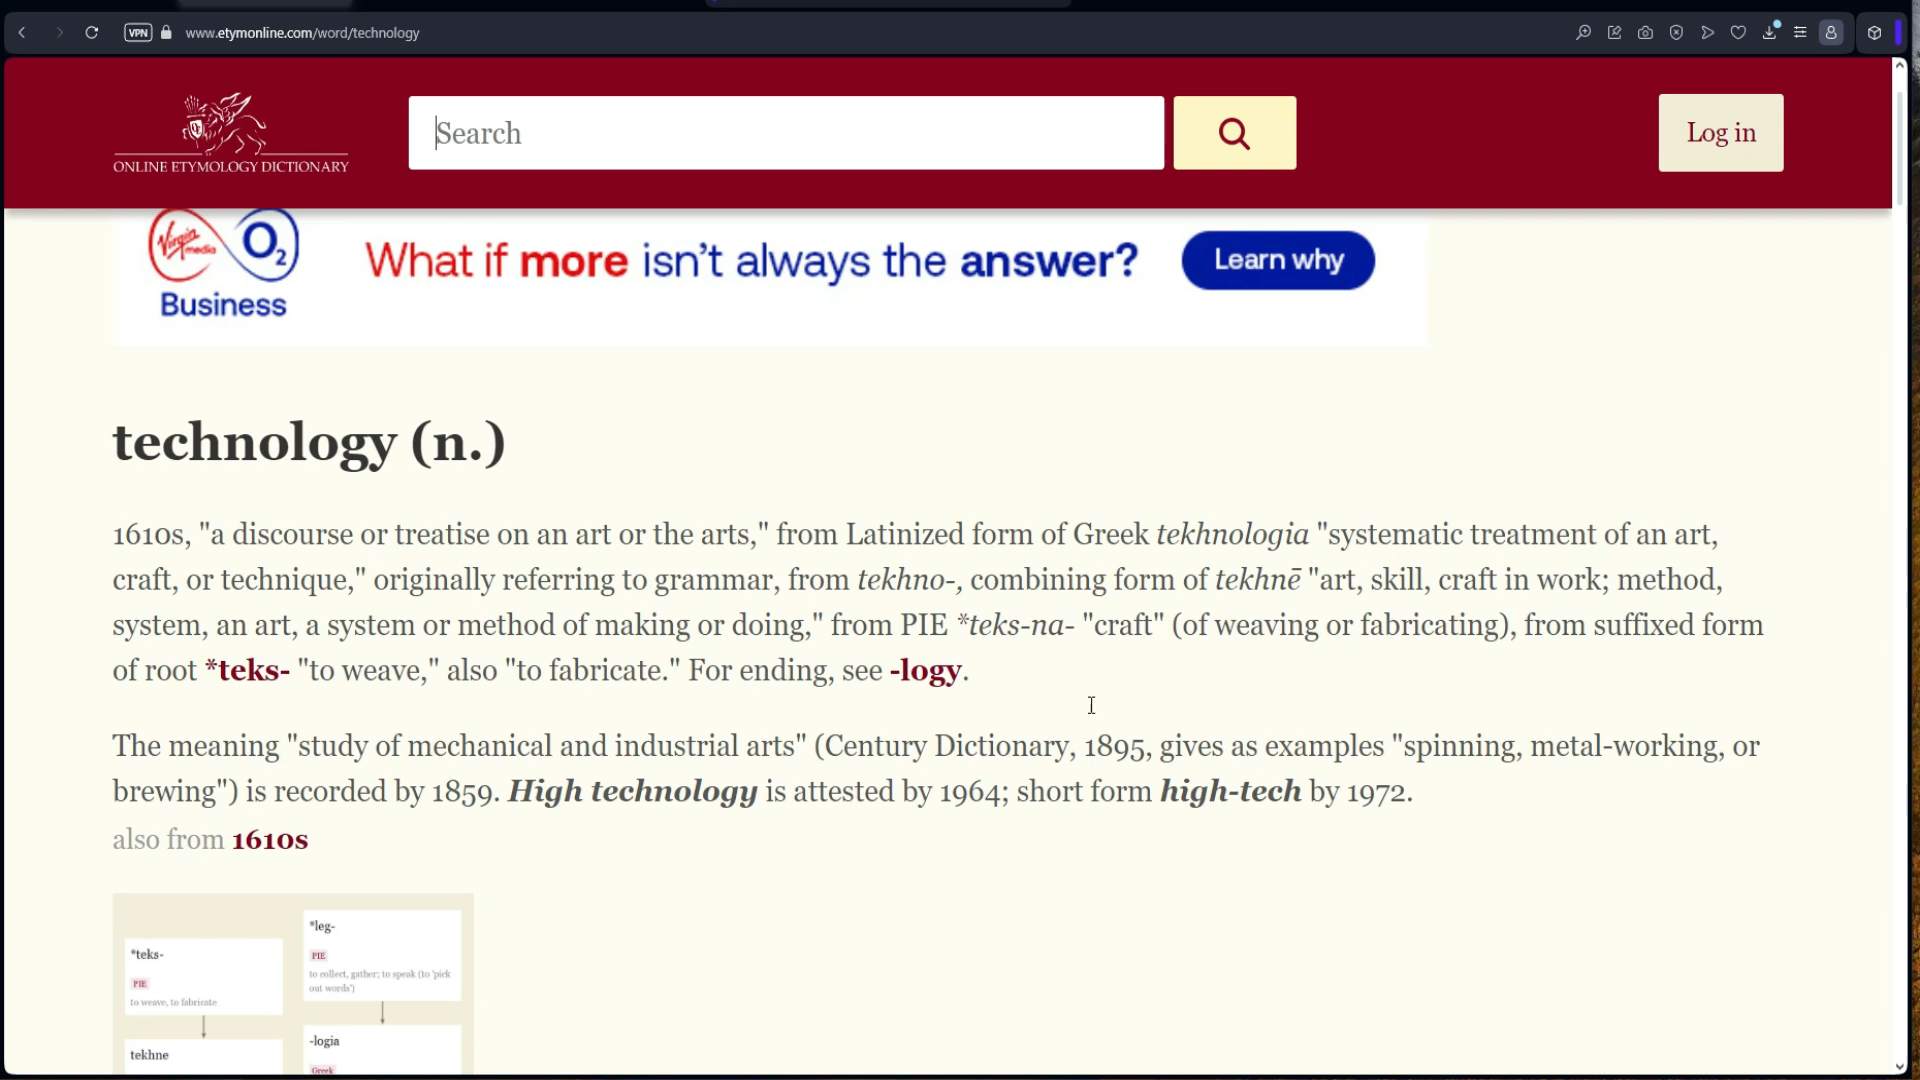 VPN www.etymonline.com/word/technology
ONLINE ETYMOLOGY DICTIONARY
Search
Log in
Virgin media O2
Business
What if more isn't always the answer?
Learn why
technology (n.)
1610s, "a discourse or treatise on an art or the arts," from Latinized form of Greek tekhnologia "systematic treatment of an art,
craft, or technique," originally referring to grammar, from tekhno-, combining form of tekhnē "art, skill, craft in work; method,
system, an art, a system or method of making or doing," from PIE *teks-na- "craft" (of weaving or fabricating), from suffixed form
of root *teks- "to weave," also "to fabricate." For ending, see -logy.
The meaning "study of mechanical and industrial arts" (Century Dictionary, 1895, gives as examples "spinning, metal-working, or
brewing") is recorded by 1859. High technology is attested by 1964; short form high-tech by 1972.
also from 1610s
*teks-
PIE
to weave, to fabricate
tekhne
*leg-
PIE
to collect, gather; to speak (to 'pick
out words')
-logia
Greek